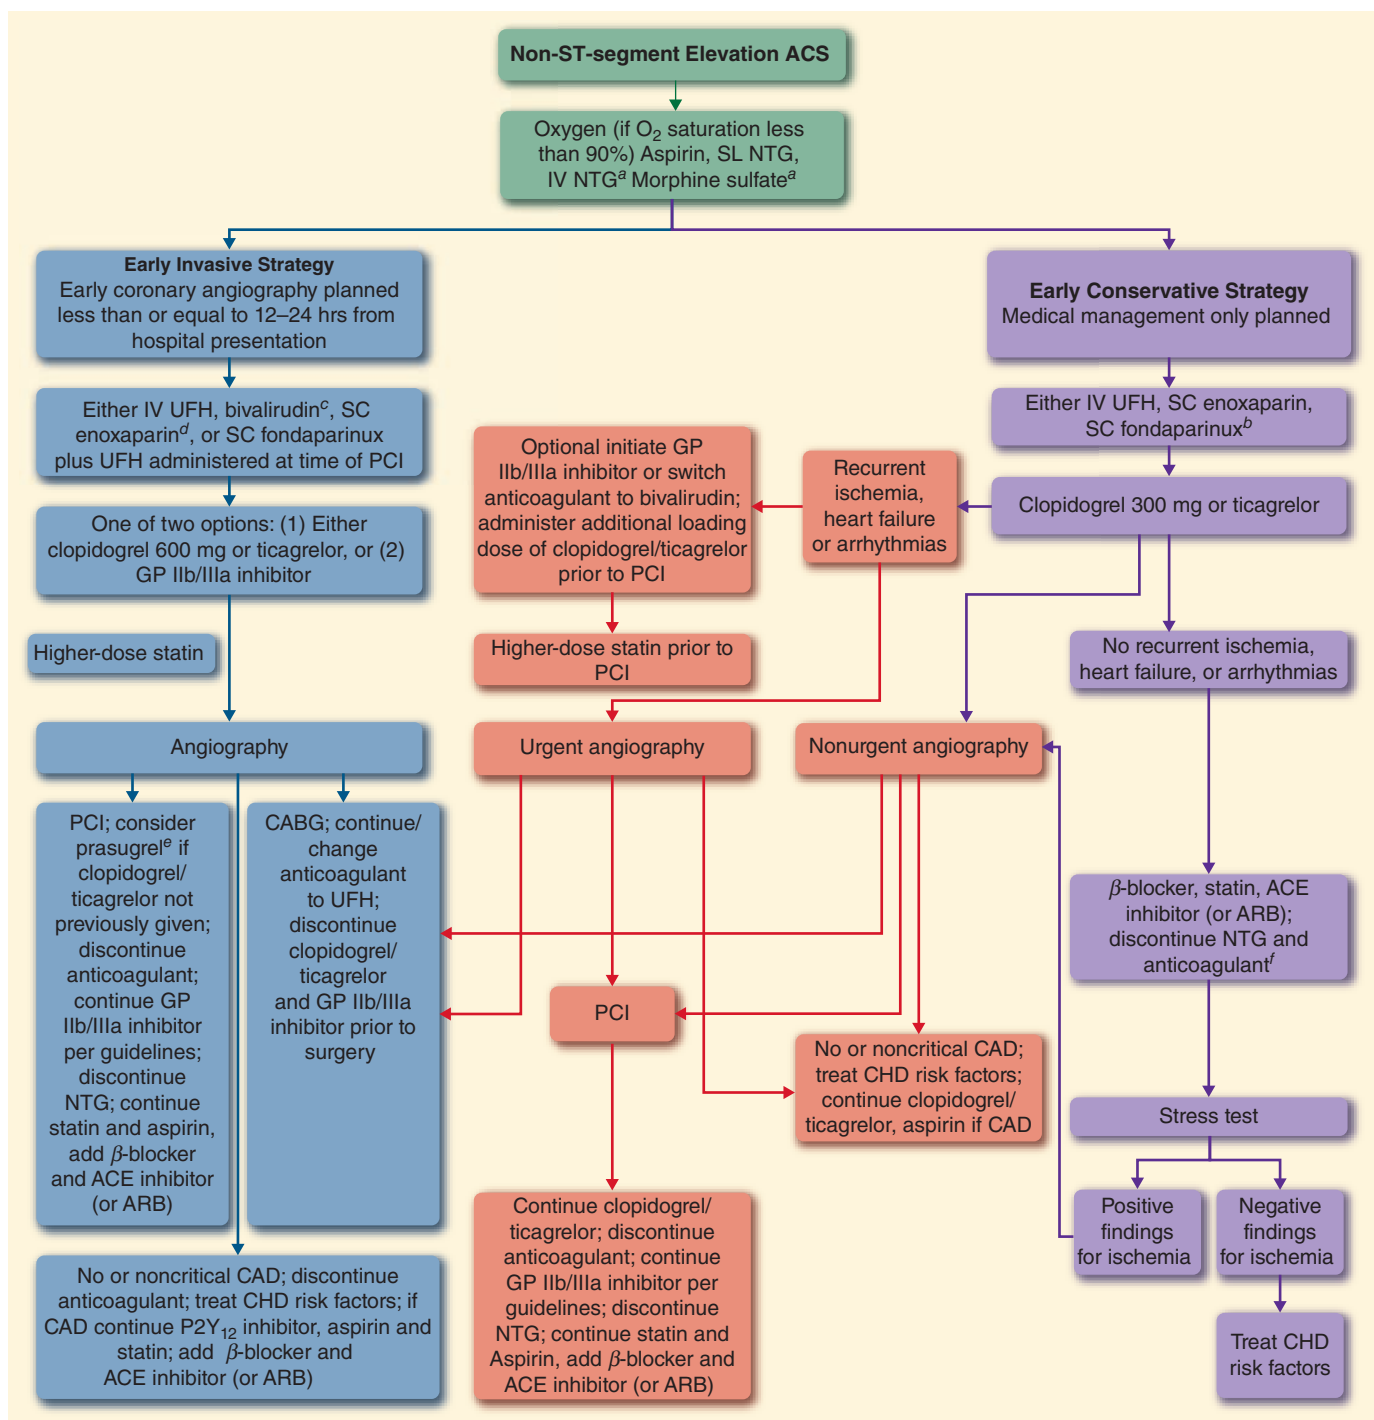 Non-ST-segment Elevation ACS
Oxygen (if O2 saturation less
than 90%) Aspirin, SL NTG,
IV NTGa Morphine sulfatea
Early Invasive Strategy
Early coronary angiography planned
less than or equal to 12–24 hrs from
hospital presentation
Either IV UFH, bivalirudinc, SC
enoxaparind, or SC fondaparinux
plus UFH administered at time of PCI
One of two options: (1) Either
clopidogrel 600 mg or ticagrelor, or (2)
GP IIb/IIIa inhibitor
Higher-dose statin
Angiography
PCI; consider
prasugrele if
clopidogrel/
ticagrelor not
previously given;
discontinue
anticoagulant;
continue GP
IIb/IIIa inhibitor
per guidelines;
discontinue
NTG; continue
statin and aspirin,
add β-blocker
and ACE inhibitor
(or ARB)
CABG; continue/
change
anticoagulant
to UFH;
discontinue
clopidogrel/
ticagrelor
and GP IIb/IIIa
inhibitor prior to
surgery
No or noncritical CAD; discontinue
anticoagulant; treat CHD risk factors; if
CAD continue P2Y12 inhibitor, aspirin and
statin; add β-blocker and
ACE inhibitor (or ARB)
Optional initiate GP
IIb/IIIa inhibitor or switch
anticoagulant to bivalirudin;
administer additional loading
dose of clopidogrel/ticagrelor
prior to PCI
Higher-dose statin prior to
PCI
Recurrent
ischemia,
heart failure
or arrhythmias
Urgent angiography
Nonurgent angiography
PCI
No or noncritical CAD;
treat CHD risk factors;
continue clopidogrel/
ticagrelor, aspirin if CAD
Continue clopidogrel/
ticagrelor; discontinue
anticoagulant; continue
GP IIb/IIIa inhibitor per
guidelines; discontinue
NTG; continue statin and
Aspirin, add β-blocker and
ACE inhibitor (or ARB)
Early Conservative Strategy
Medical management only planned
Either IV UFH, SC enoxaparin,
SC fondaparinuxb
Clopidogrel 300 mg or ticagrelor
No recurrent ischemia,
heart failure, or arrhythmias
β-blocker, statin, ACE
inhibitor (or ARB);
discontinue NTG and
anticoagulantf
Stress test
Positive
findings
for ischemia
Negative
findings
for ischemia
Treat CHD
risk factors